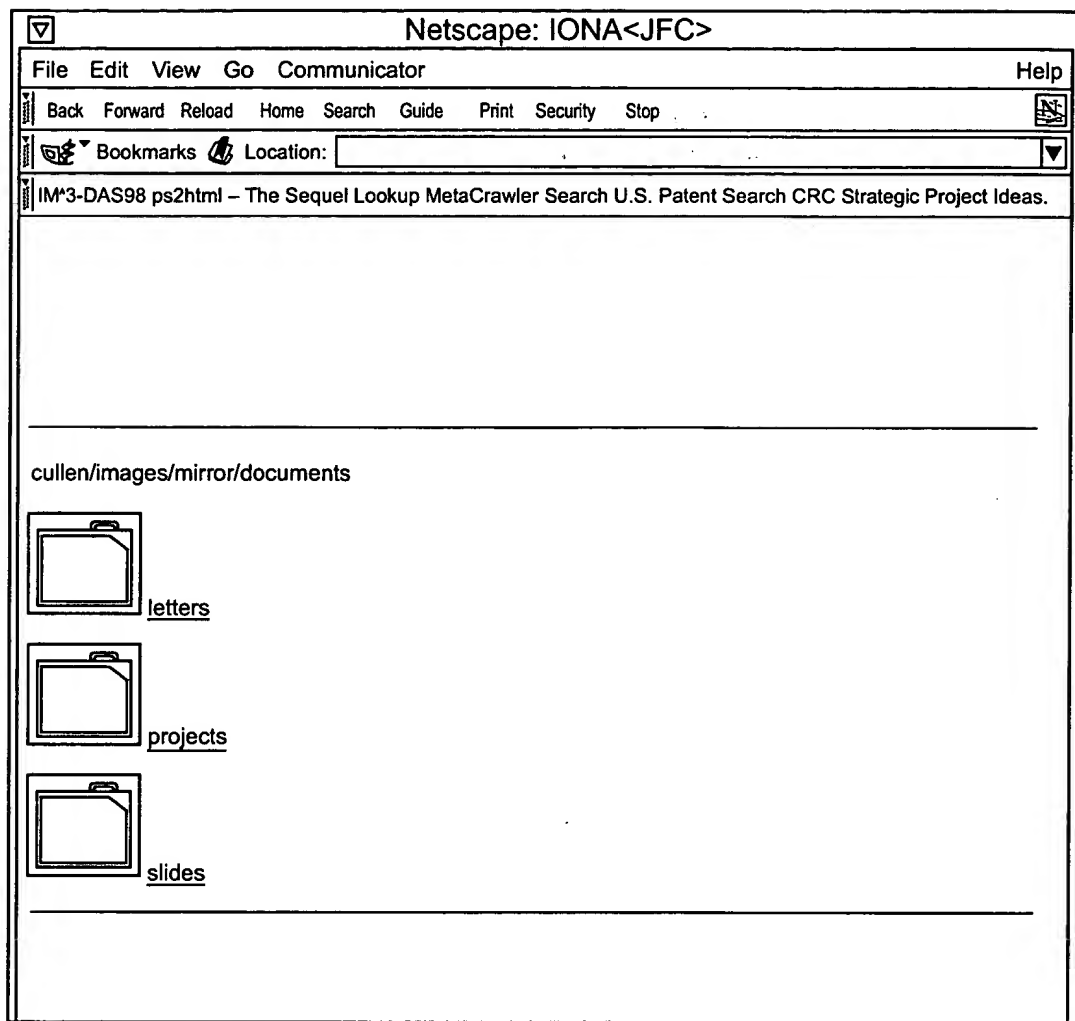 Netscape: IONA<JFC>
File Edit View Go Communicator Help
Back Forward Reload Home Search Guide Print Security Stop N
Bookmarks Location:
IM^3-DAS98 ps2html – The Sequel Lookup MetaCrawler Search U.S. Patent Search CRC Strategic Project Ideas.
cullen/images/mirror/documents
letters
projects
slides